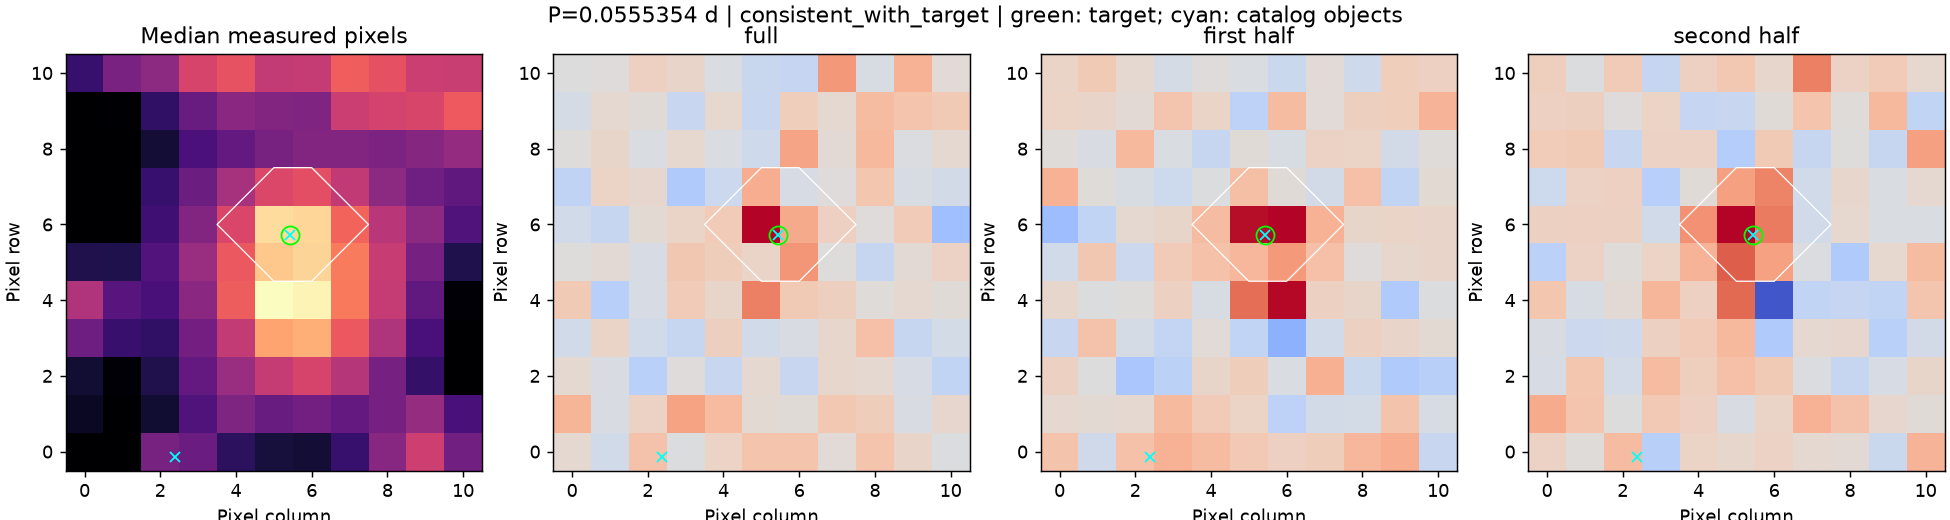 P=0.0555354 d | consistent_with_target | green: target; cyan: catalog objects
Median measured pixels
full
first half
second half
10
8
6
4
2
0
Pixel row
0 2 4 6 8 10
Pixel column
10
8
6
4
2
0
Pixel row
0 2 4 6 8 10
Pixel column
10
8
6
4
2
0
Pixel row
0 2 4 6 8 10
Pixel column
10
8
6
4
2
0
Pixel row
0 2 4 6 8 10
Pixel column